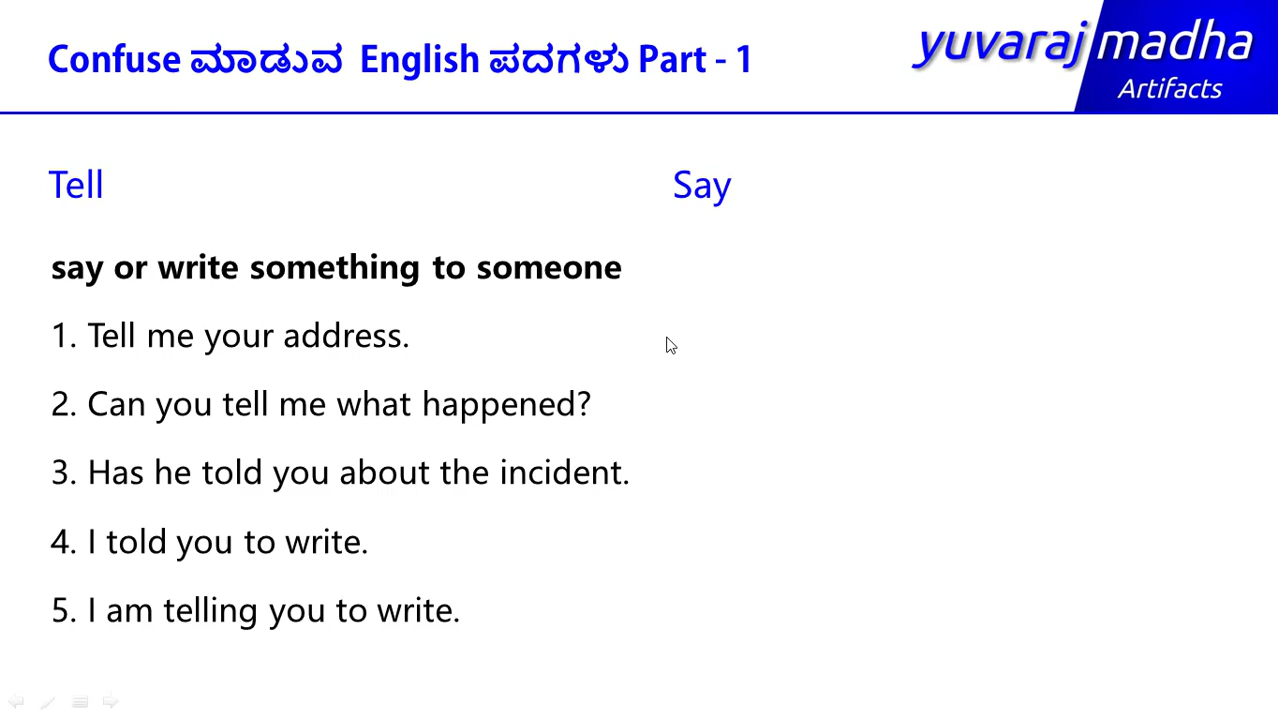 Confuse ಮಾಡುವ English ಪದಗಳು Part - 1
yuvaraj madha
Artifacts
Tell
Say
say or write something to someone
1. Tell me your address.
2. Can you tell me what happened?
3. Has he told you about the incident.
4. I told you to write.
5. I am telling you to write.